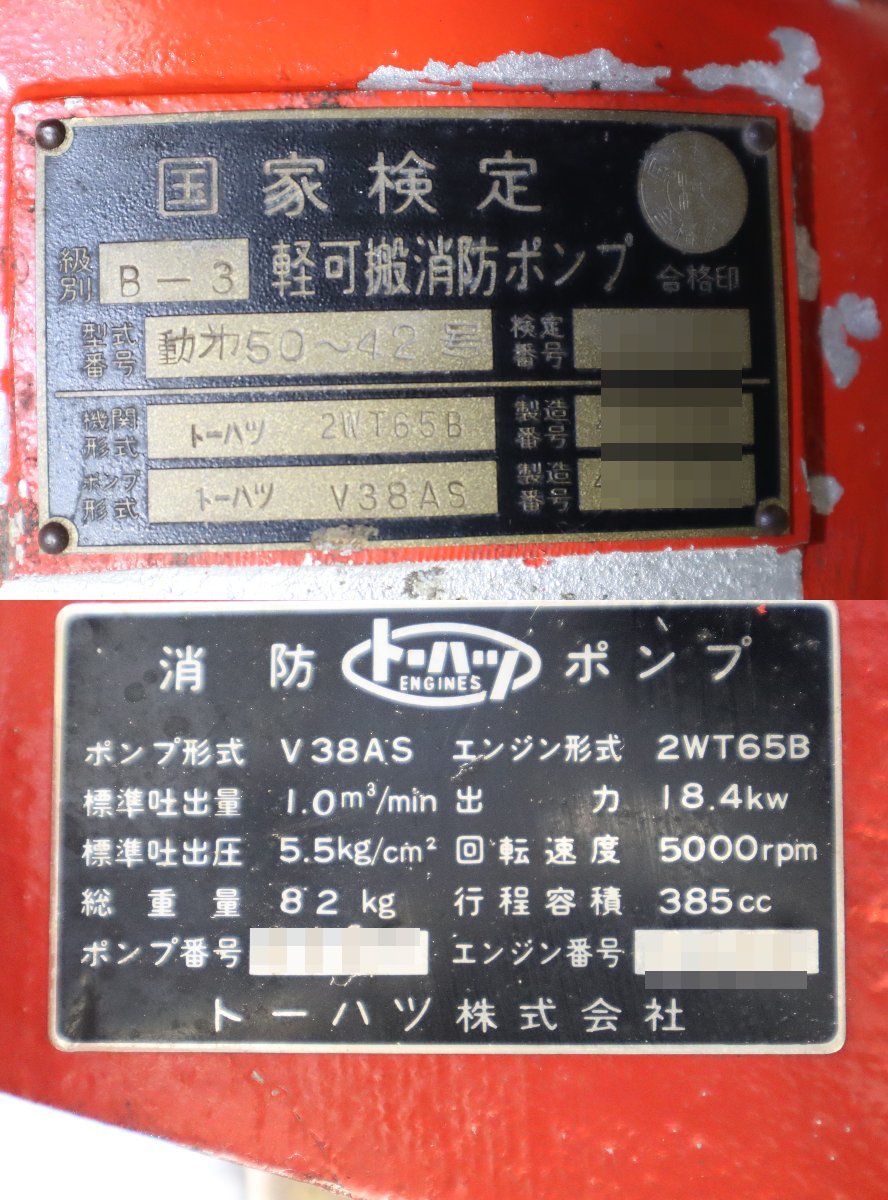 国家検定
級別 B-3 軽可搬消防ポンプ 合格印
型式番号 動力50~42号 検定番号
機関形式 トーハツ 2WT65B 製造番号
ポンプ形式 トーハツ V38AS 製造番号
消防 トーハツ ENGINES ポンプ
ポンプ形式 V38AS エンジン形式 2WT65B
標準吐出量 1.0m³/min 出力 18.4kw
標準吐出圧 5.5kg/cm² 回転速度 5000rpm
総重量 82kg 行程容積 385cc
ポンプ番号 エンジン番号
トーハツ株式会社